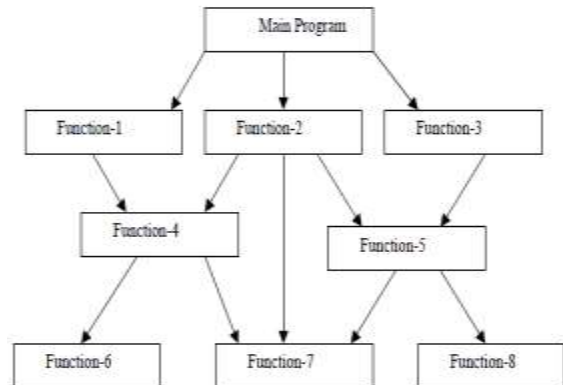 Main Program
Function-1
Function-2
Function-3
Function-4
Function-5
Function-6
Function-7
Function-8